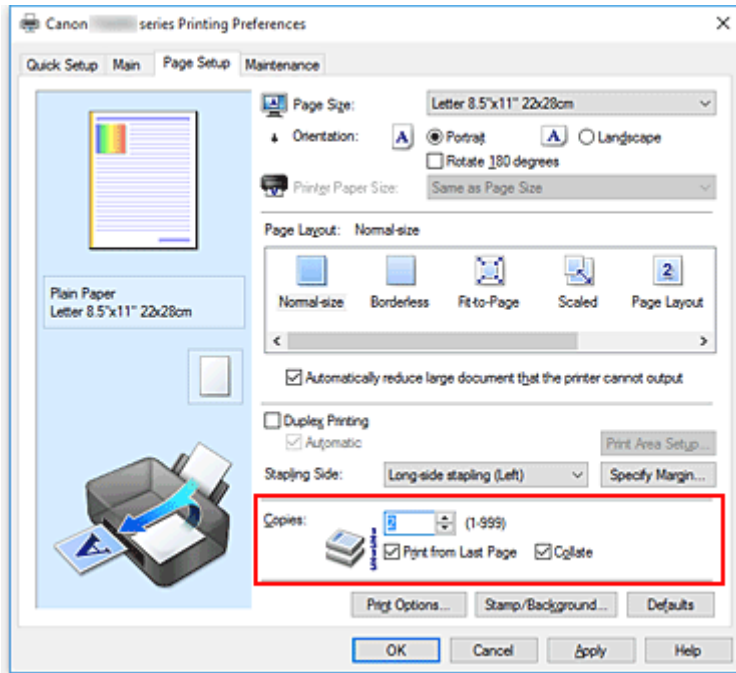 Canon series Printing Preferences
Quick Setup Main Page Setup Maintenance
Page Size: Letter 8.5"x11" 22x28cm
Orientation: A Portrait A Landscape
Rotate 180 degrees
Printer Paper Size: Same as Page Size
Page Layout: Normal-size
2
Normal-size Borderless Fit-to-Page Scaled Page Layout
Plain Paper
Letter 8.5"x11" 22x28cm
Automatically reduce large document that the printer cannot output
Duplex Printing
Automatic
Print Area Setup...
Stapling Side: Long-side stapling (Left) Specify Margin...
Copies: 2 (1-999)
Print from Last Page Collate
A
Print Options... Stamp/Background... Defaults
OK Cancel Apply Help